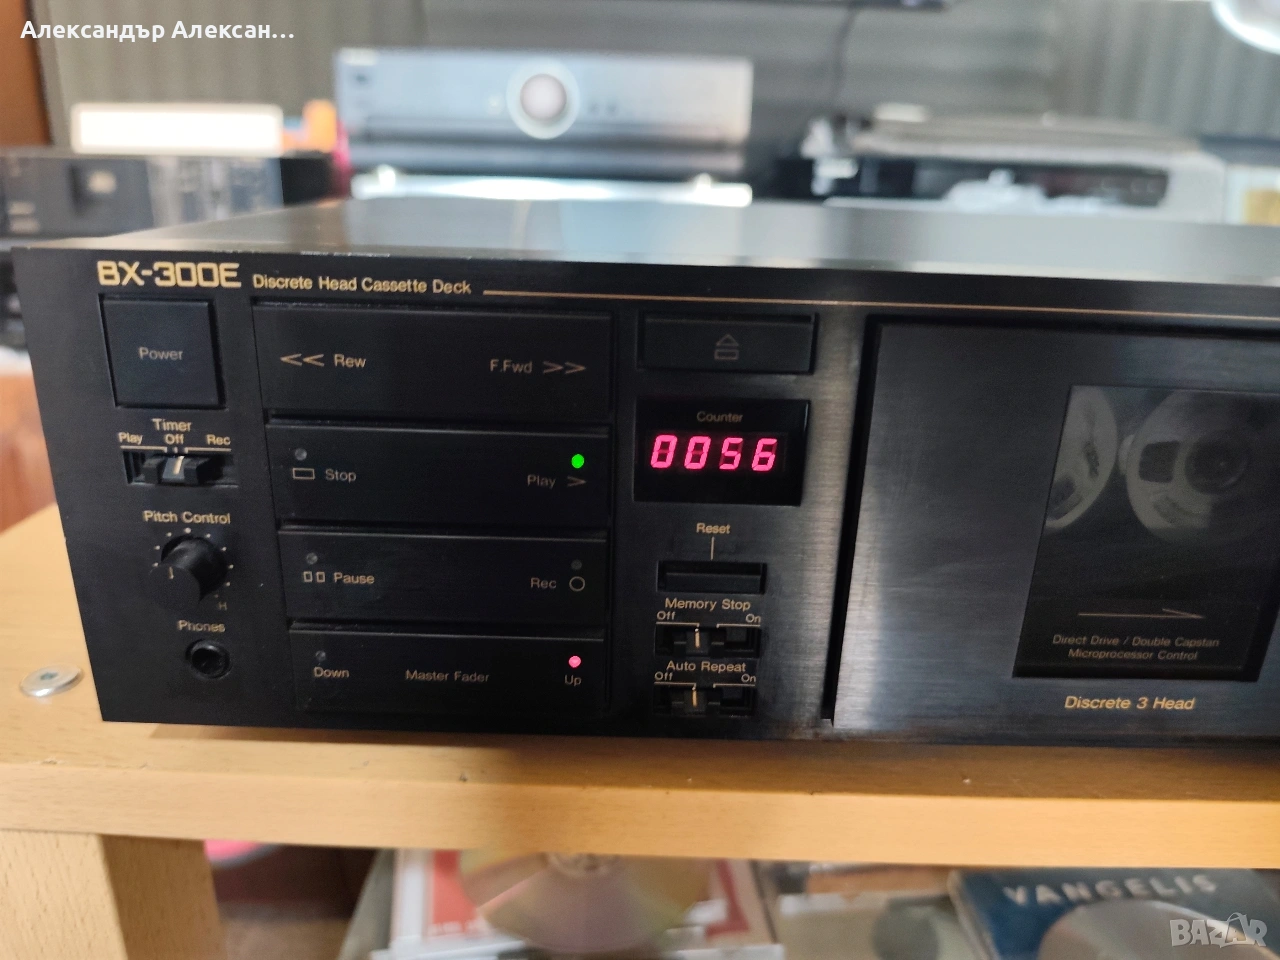 Александър Алексан...
BX-300E Discrete Head Cassette Deck
Power
<< Rew F.Fwd >>
Counter
0056
Timer
Play Off Rec
Stop Play >
Pitch Control
Reset
Pause Rec
H
Memory Stop
Off On
Phones
Auto Repeat
Off On
Down Master Fader Up
Direct Drive / Double Capstan
Microprocessor Control
Discrete 3 Head
VANGELIS
BAZAR